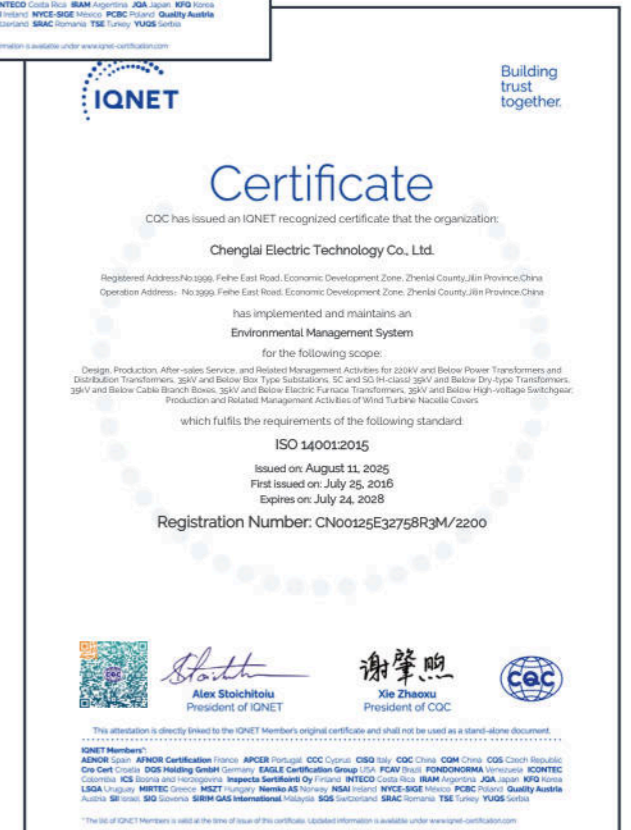 INTECO Costa Rica IRAM Argentina JQA Japan KFQ Korea
Ireland NYCE-SIGE México PCBC Poland Quality Austria
SRAC Romania TSE Turkey YUQS Serbia
is available under www.iqnet-certification.com
IQNET
Building
trust
together.
Certificate
CQC has issued an IQNET recognized certificate that the organization:
Chenglai Electric Technology Co., Ltd.
Registered Address:No.1999, Feihe East Road, Economic Development Zone, Zhenlai County,Jilin Province,China
Operation Address: No.1999, Feihe East Road, Economic Development Zone, Zhenlai County,Jilin Province,China
has implemented and maintains an
Environmental Management System
for the following scope:
Design, Production, After-sales Service, and Related Management Activities for 220kV and Below Power Transformers and
Distribution Transformers, 35kV and Below Box Type Substations, SC and SG (H-class) 35kV and Below Dry-type Transformers,
35kV and Below Cable Branch Boxes, 35kV and Below Electric Furnace Transformers, 35kV and Below High-voltage Switchgear;
Production and Related Management Activities of Wind Turbine Nacelle Covers
which fulfils the requirements of the following standard:
ISO 14001:2015
Issued on: August 11, 2025
First issued on: July 25, 2016
Expires on: July 24, 2028
Registration Number: CN00125E32758R3M/2200
CQC
谢肇煦
CQC
Alex Stoichitoiu
President of IQNET
Xie Zhaoxu
President of CQC
This attestation is directly linked to the IQNET Member's original certificate and shall not be used as a stand-alone document.
IQNET Members*:
AENOR Spain AFNOR Certification France APCER Portugal CCC Cyprus CISQ Italy CQC China CQM China CQS Czech Republic
Cro Cert Croatia DQS Holding GmbH Germany EAGLE Certification Group USA FCAV Brazil FONDONORMA Venezuela ICONTEC
Colombia ICS Bosnia and Herzegovina Inspecta Sertifiointi Oy Finland INTECO Costa Rica IRAM Argentina JQA Japan KFQ Korea
LSQA Uruguay MIRTEC Greece MSZT Hungary Nemko AS Norway NSAI Ireland NYCE-SIGE México PCBC Poland Quality Austria
Austria SII Israel SIQ Slovenia SIRIM QAS International Malaysia SQS Switzerland SRAC Romania TSE Turkey YUQS Serbia
* The list of IQNET Members is valid at the time of issue of this certificate. Updated information is available under www.iqnet-certification.com